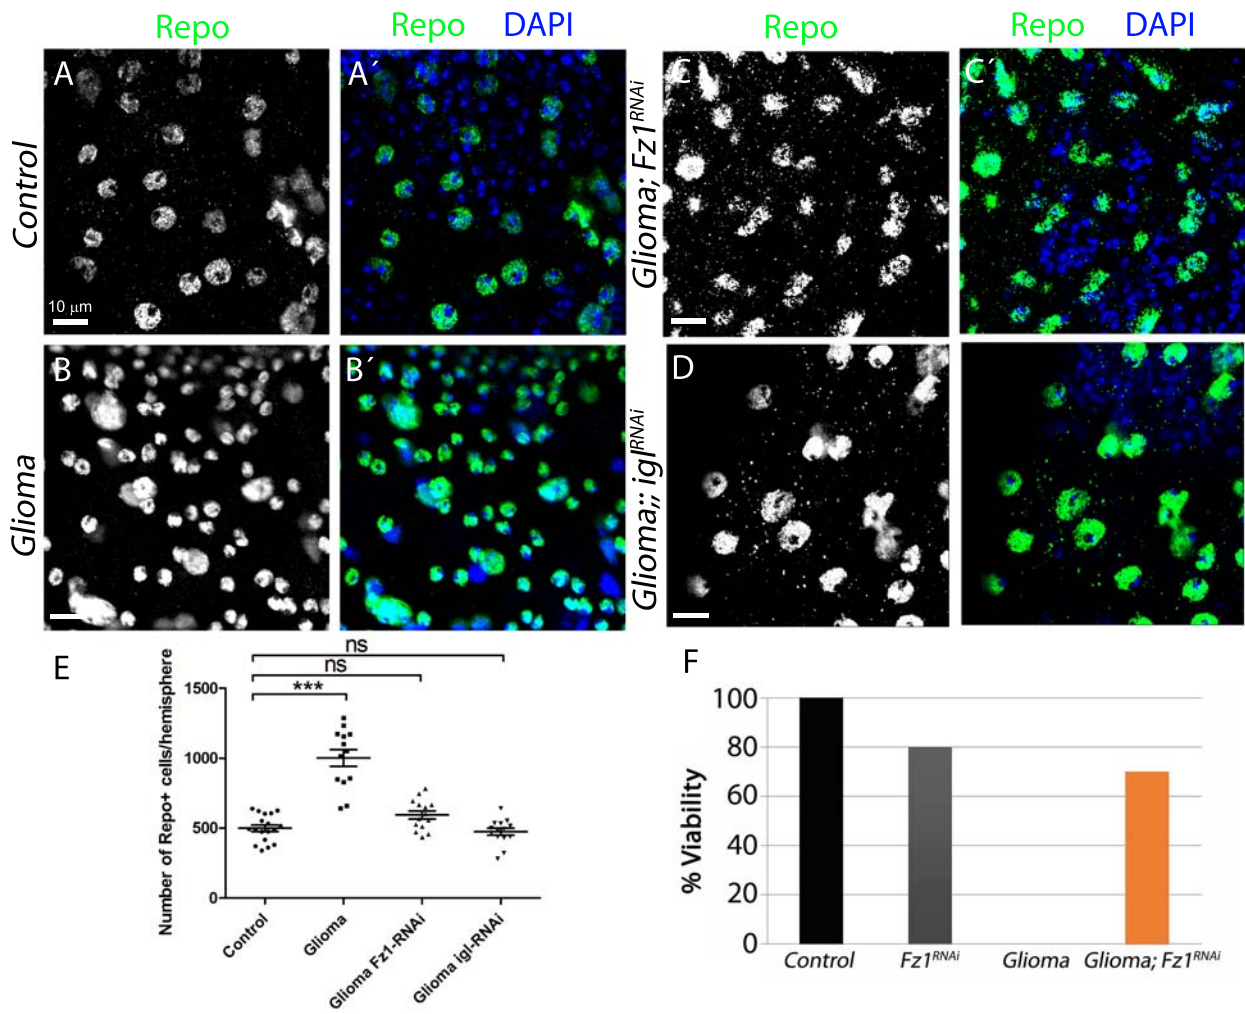 Repo
Repo DAPI
Repo
Repo DAPI
Control
A
10 μm
A´
Glioma; Fz1RNAi
C
C´
Glioma
B
B´
Glioma;; iglRNAi
D
E
ns
ns
***
Number of Repo+ cells/hemisphere
1500
1000
500
0
Control
Glioma
Glioma Fz1-RNAi
Glioma igl-RNAi
F
% Viability
100
80
60
40
20
0
Control
Fz1RNAi
Glioma
Glioma; Fz1RNAi